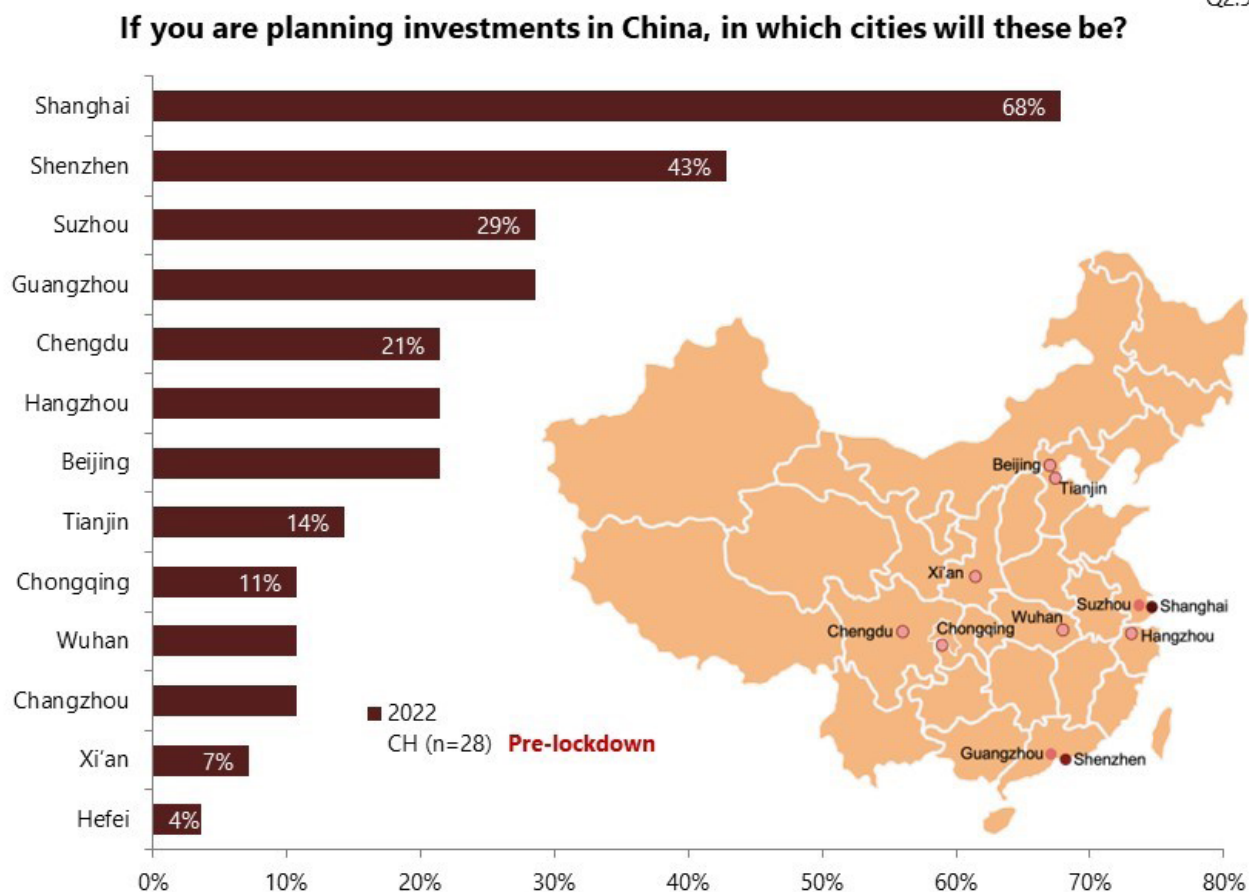 If you are planning investments in China, in which cities will these be?
Shanghai 68%
Shenzhen 43%
Suzhou 29%
Guangzhou
Chengdu 21%
Hangzhou
Beijing
Tianjin 14%
Chongqing 11%
Wuhan
Changzhou
Xi'an 7%
Hefei 4%
2022
CH (n=28) Pre-lockdown
Beijing
Tianjin
Xi'an
Suzhou Shanghai
Wuhan
Chengdu Chongqing
Hangzhou
Guangzhou Shenzhen
0% 10% 20% 30% 40% 50% 60% 70% 80%